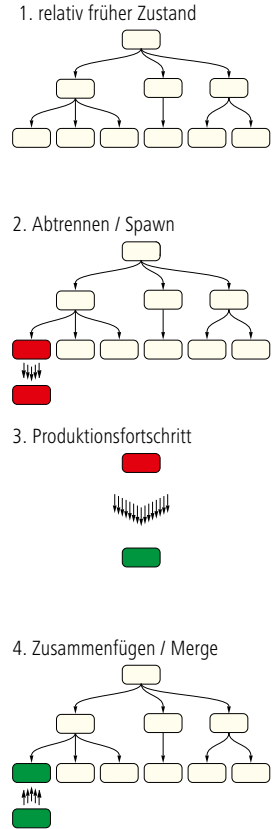 1. relativ früher Zustand
2. Abtrennen / Spawn
3. Produktionsfortschritt
4. Zusammenfügen / Merge